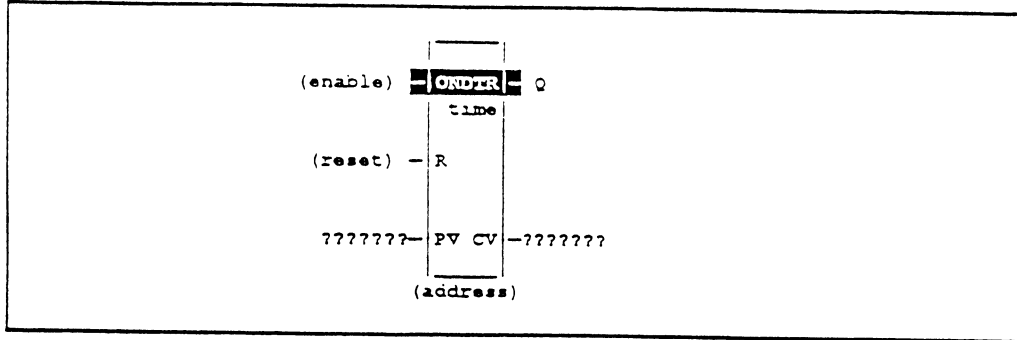 (enable) ONDTR Q
time
(reset) R
??????? PV CV ???????
(address)